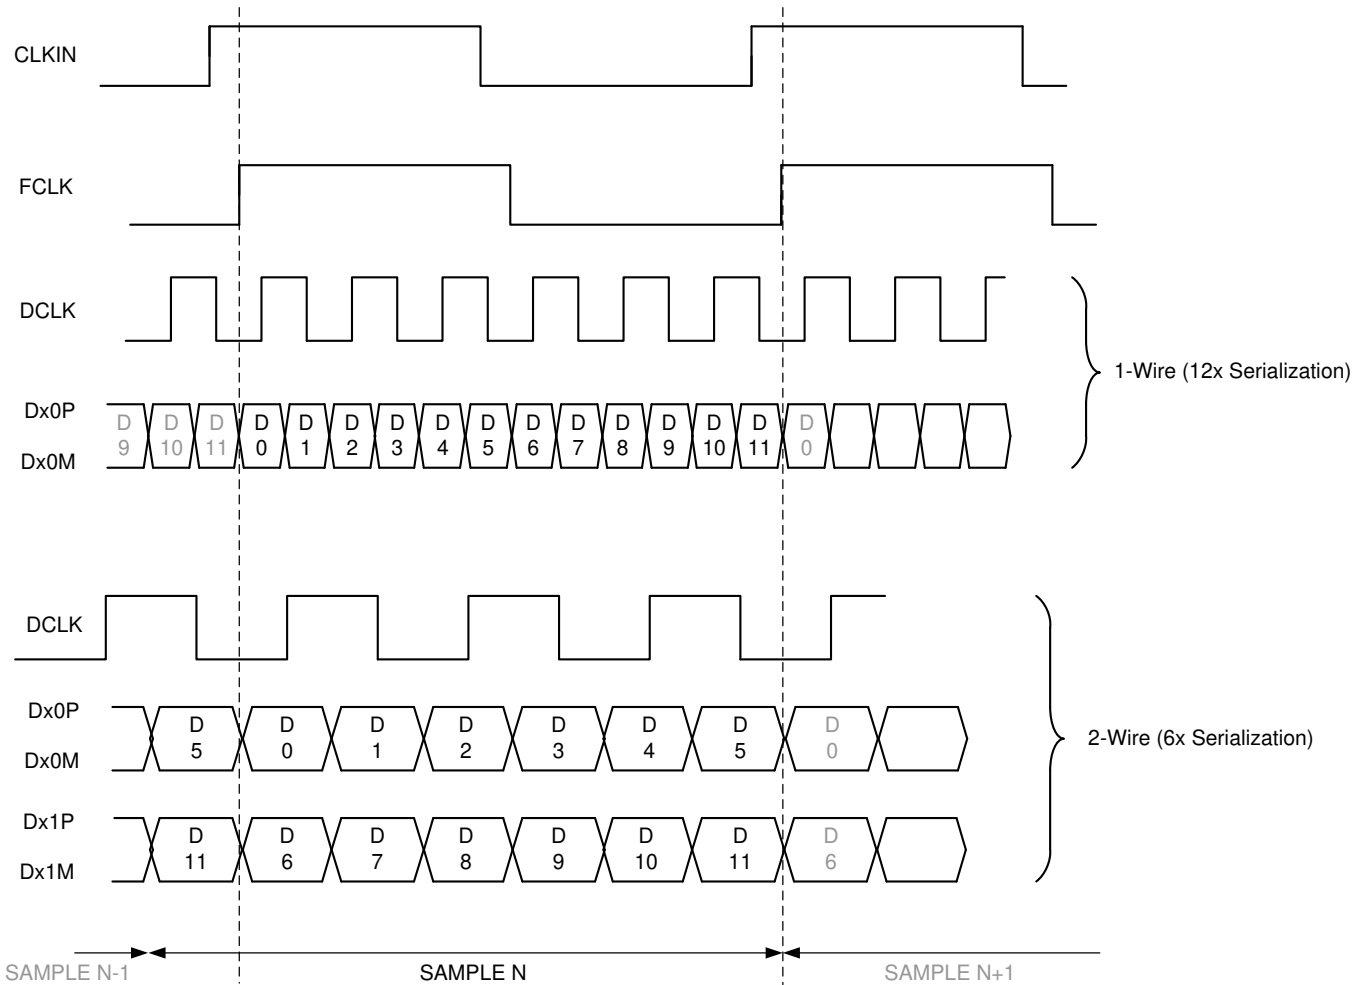 CLKIN
FCLK
DCLK
1-Wire (12x Serialization)
Dx0P
D D D D D D D D D D D D D D D D
9 10 11 0 1 2 3 4 5 6 7 8 9 10 11 0
Dx0M
DCLK
Dx0P
D D D D D D D D
5 0 1 2 3 4 5 0
Dx0M
2-Wire (6x Serialization)
Dx1P
D D D D D D D D
11 6 7 8 9 10 11 6
Dx1M
SAMPLE N-1 SAMPLE N SAMPLE N+1